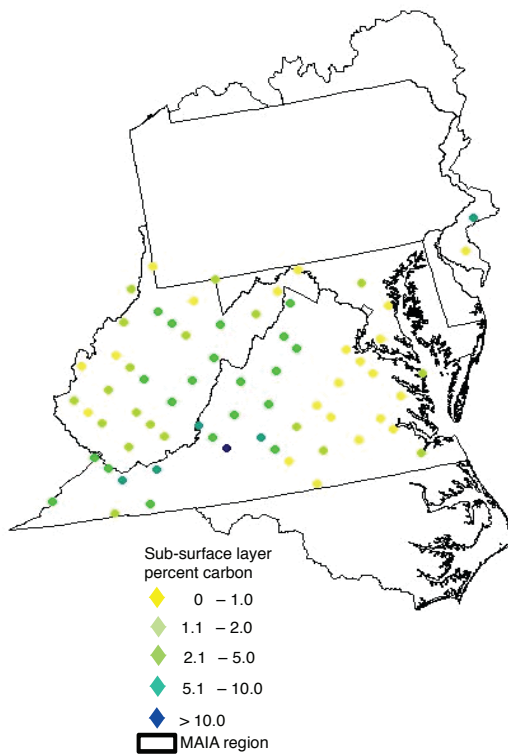 Sub-surface layer
percent carbon
0 – 1.0
1.1 – 2.0
2.1 – 5.0
5.1 – 10.0
> 10.0
MAIA region